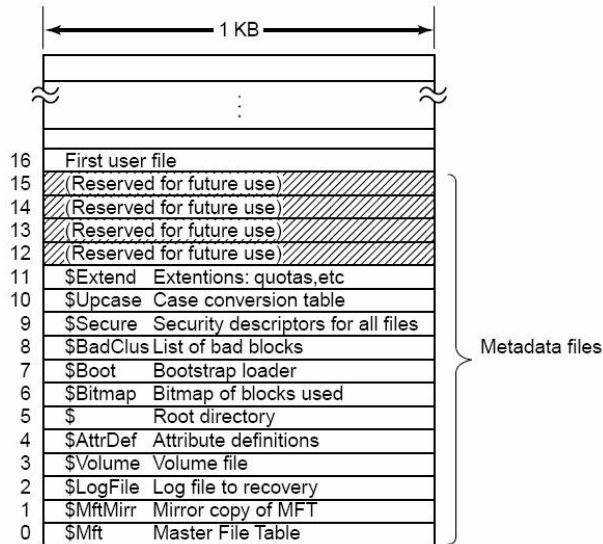 1 KB
16 First user file
15 (Reserved for future use)
14 (Reserved for future use)
13 (Reserved for future use)
12 (Reserved for future use)
11 $Extend Extentions: quotas,etc
10 $Upcase Case conversion table
9 $Secure Security descriptors for all files
8 $BadClus List of bad blocks
7 $Boot Bootstrap loader
6 $Bitmap Bitmap of blocks used
5 $ Root directory
4 $AttrDef Attribute definitions
3 $Volume Volume file
2 $LogFile Log file to recovery
1 $MftMirr Mirror copy of MFT
0 $Mft Master File Table
Metadata files